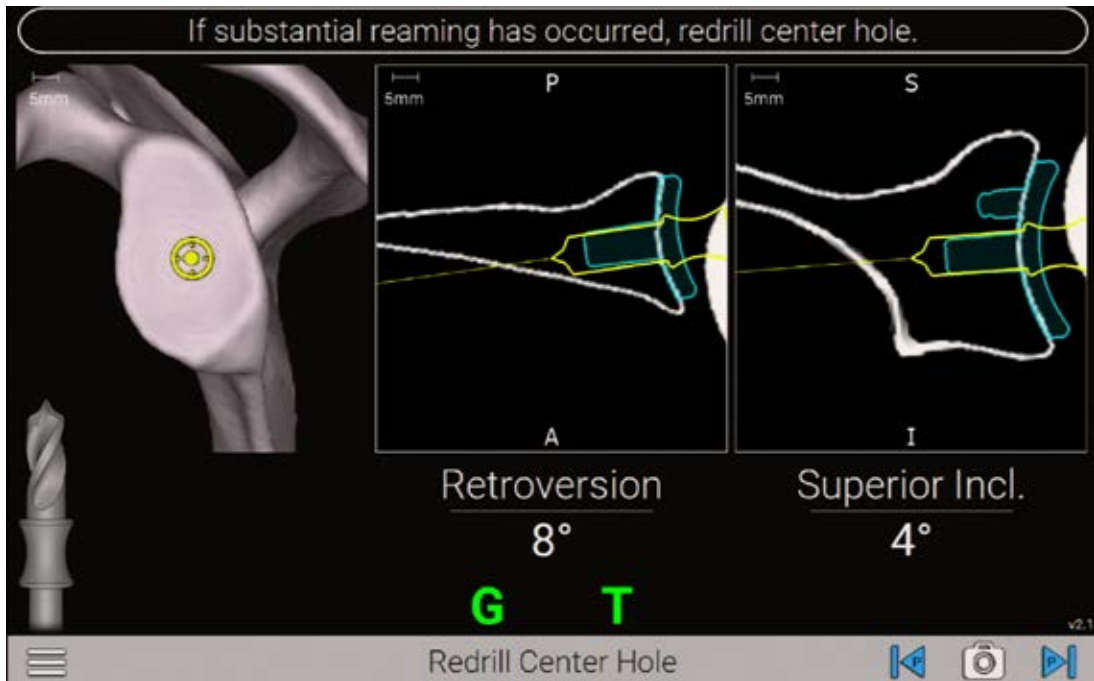 If substantial reaming has occurred, redrill center hole.
5mm
5mm
P
A
5mm
S
I
Retroversion
8°
Superior Incl.
4°
G T
v2.1
Redrill Center Hole
P
P